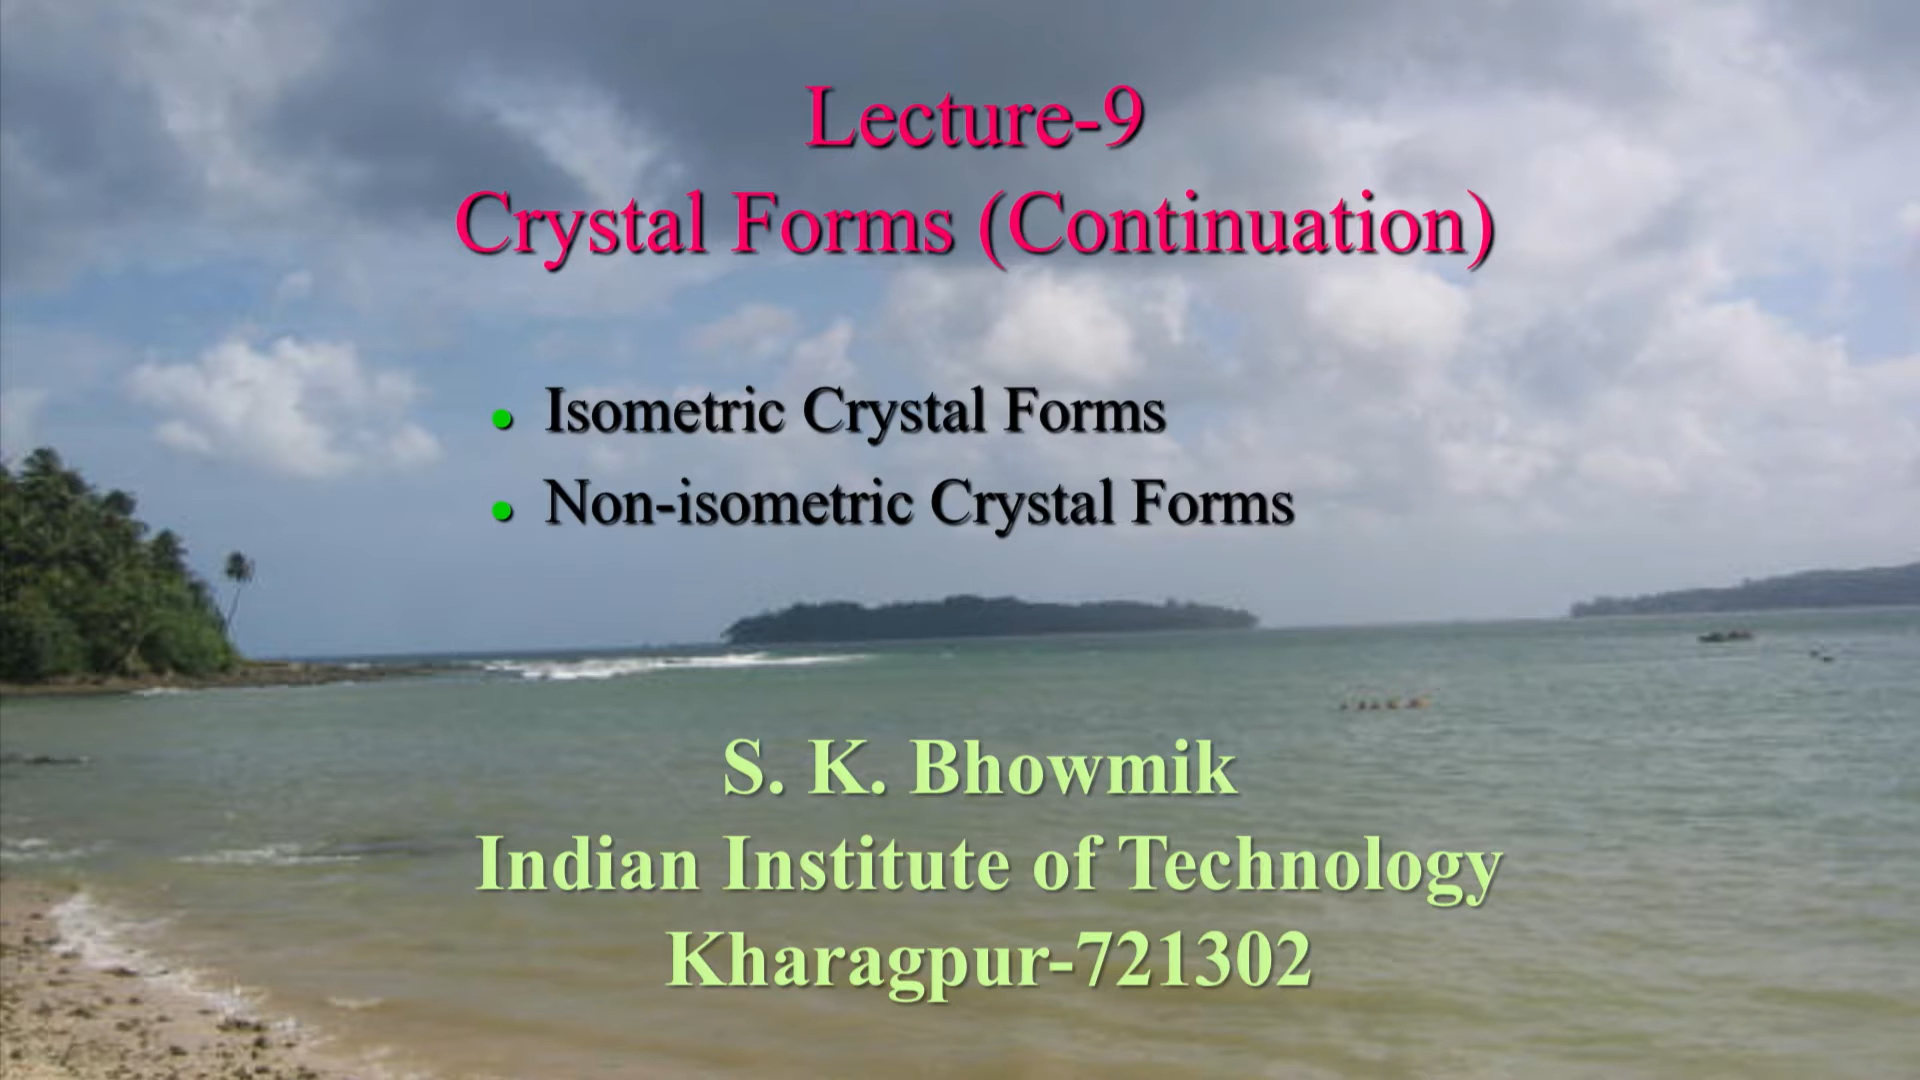 Lecture-9
Crystal Forms (Continuation)
Isometric Crystal Forms
Non-isometric Crystal Forms
S. K. Bhowmik
Indian Institute of Technology
Kharagpur-721302